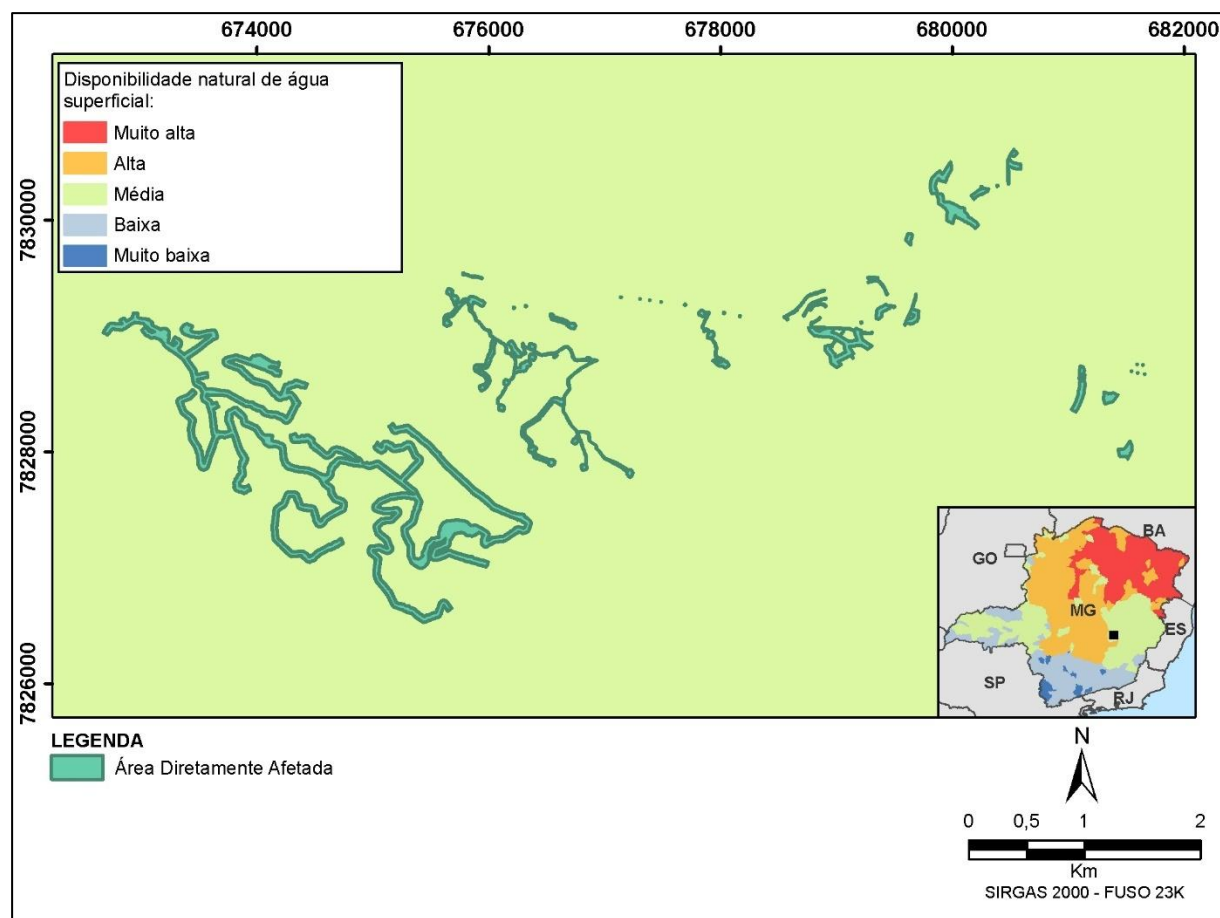 674000 676000 678000 680000 682000
Disponibilidade natural de água
superficial:
Muito alta
Alta
Média
Baixa
Muito baixa
7830000
7828000
7826000
BA
GO
MG
ES
SP
RJ
LEGENDA
Área Diretamente Afetada
N
0 0,5 1 2
Km
SIRGAS 2000 - FUSO 23K